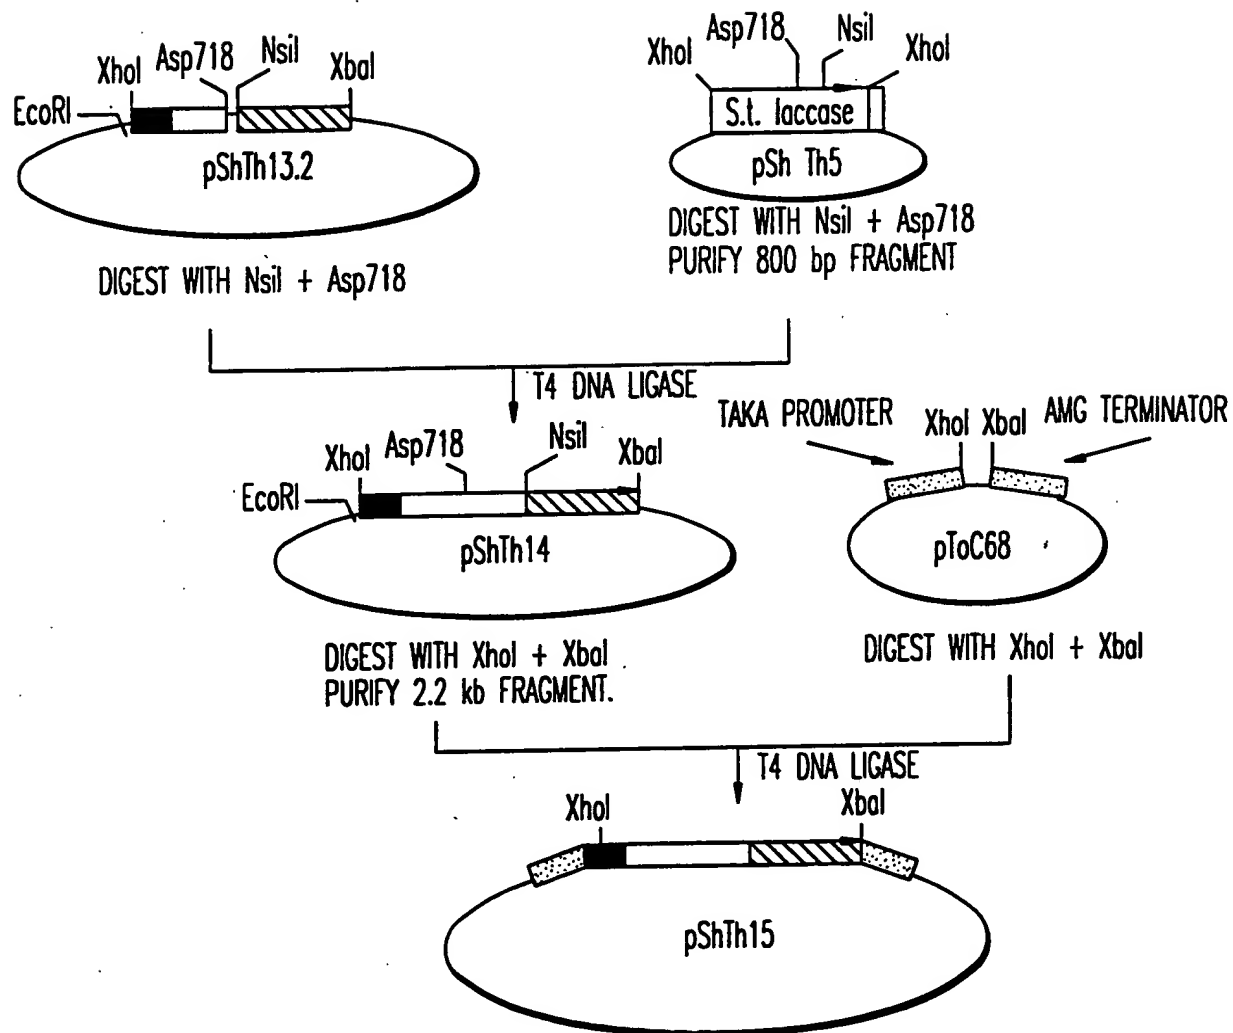 XhoI
Asp718
NsiI
XbaI
EcoRI
pShTh13.2
DIGEST WITH NsiI + Asp718
XhoI
Asp718
NsiI
XhoI
S.t. laccase
pSh Th5
DIGEST WITH NsiI + Asp718
PURIFY 800 bp FRAGMENT
T4 DNA LIGASE
XhoI
Asp718
NsiI
XbaI
EcoRI
pShTh14
DIGEST WITH XhoI + XbaI
PURIFY 2.2 kb FRAGMENT.
TAKA PROMOTER
XhoI
XbaI
AMG TERMINATOR
pToC68
DIGEST WITH XhoI + XbaI
T4 DNA LIGASE
XhoI
XbaI
pShTh15